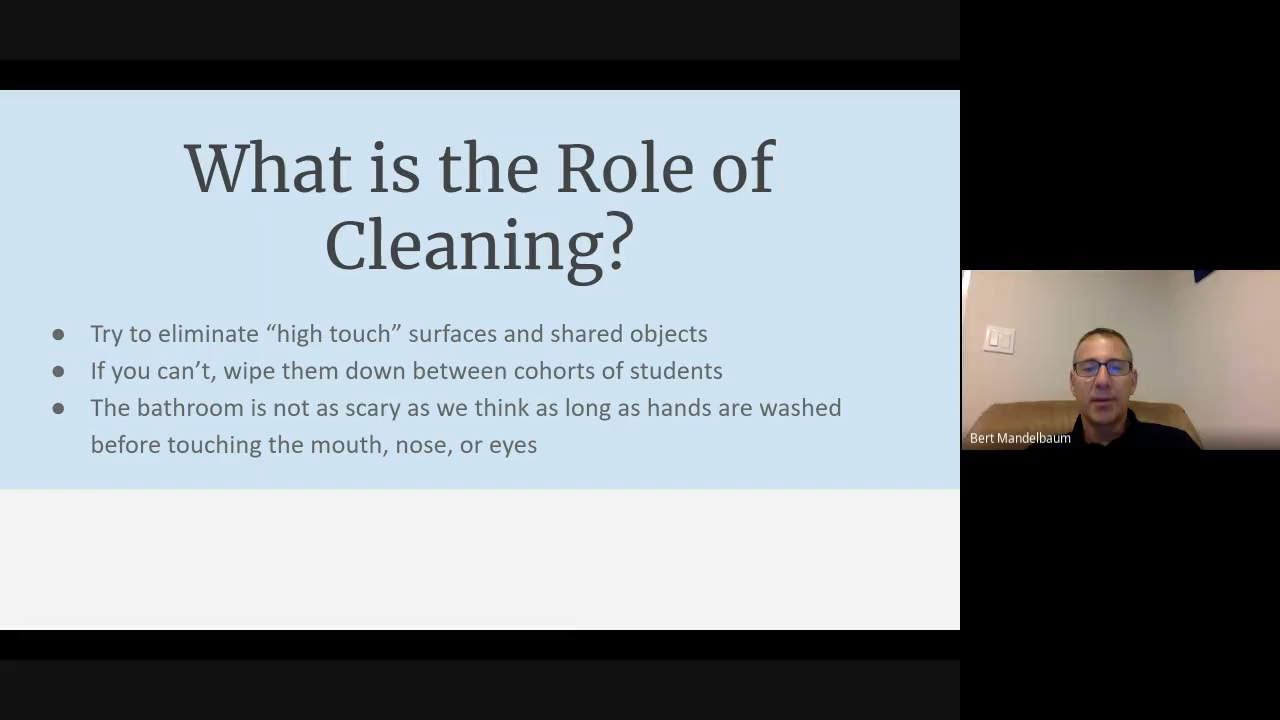 What is the Role of
Cleaning?
● Try to eliminate “high touch” surfaces and shared objects
● If you can’t, wipe them down between cohorts of students
● The bathroom is not as scary as we think as long as hands are washed
before touching the mouth, nose, or eyes
Bert Mandelbaum